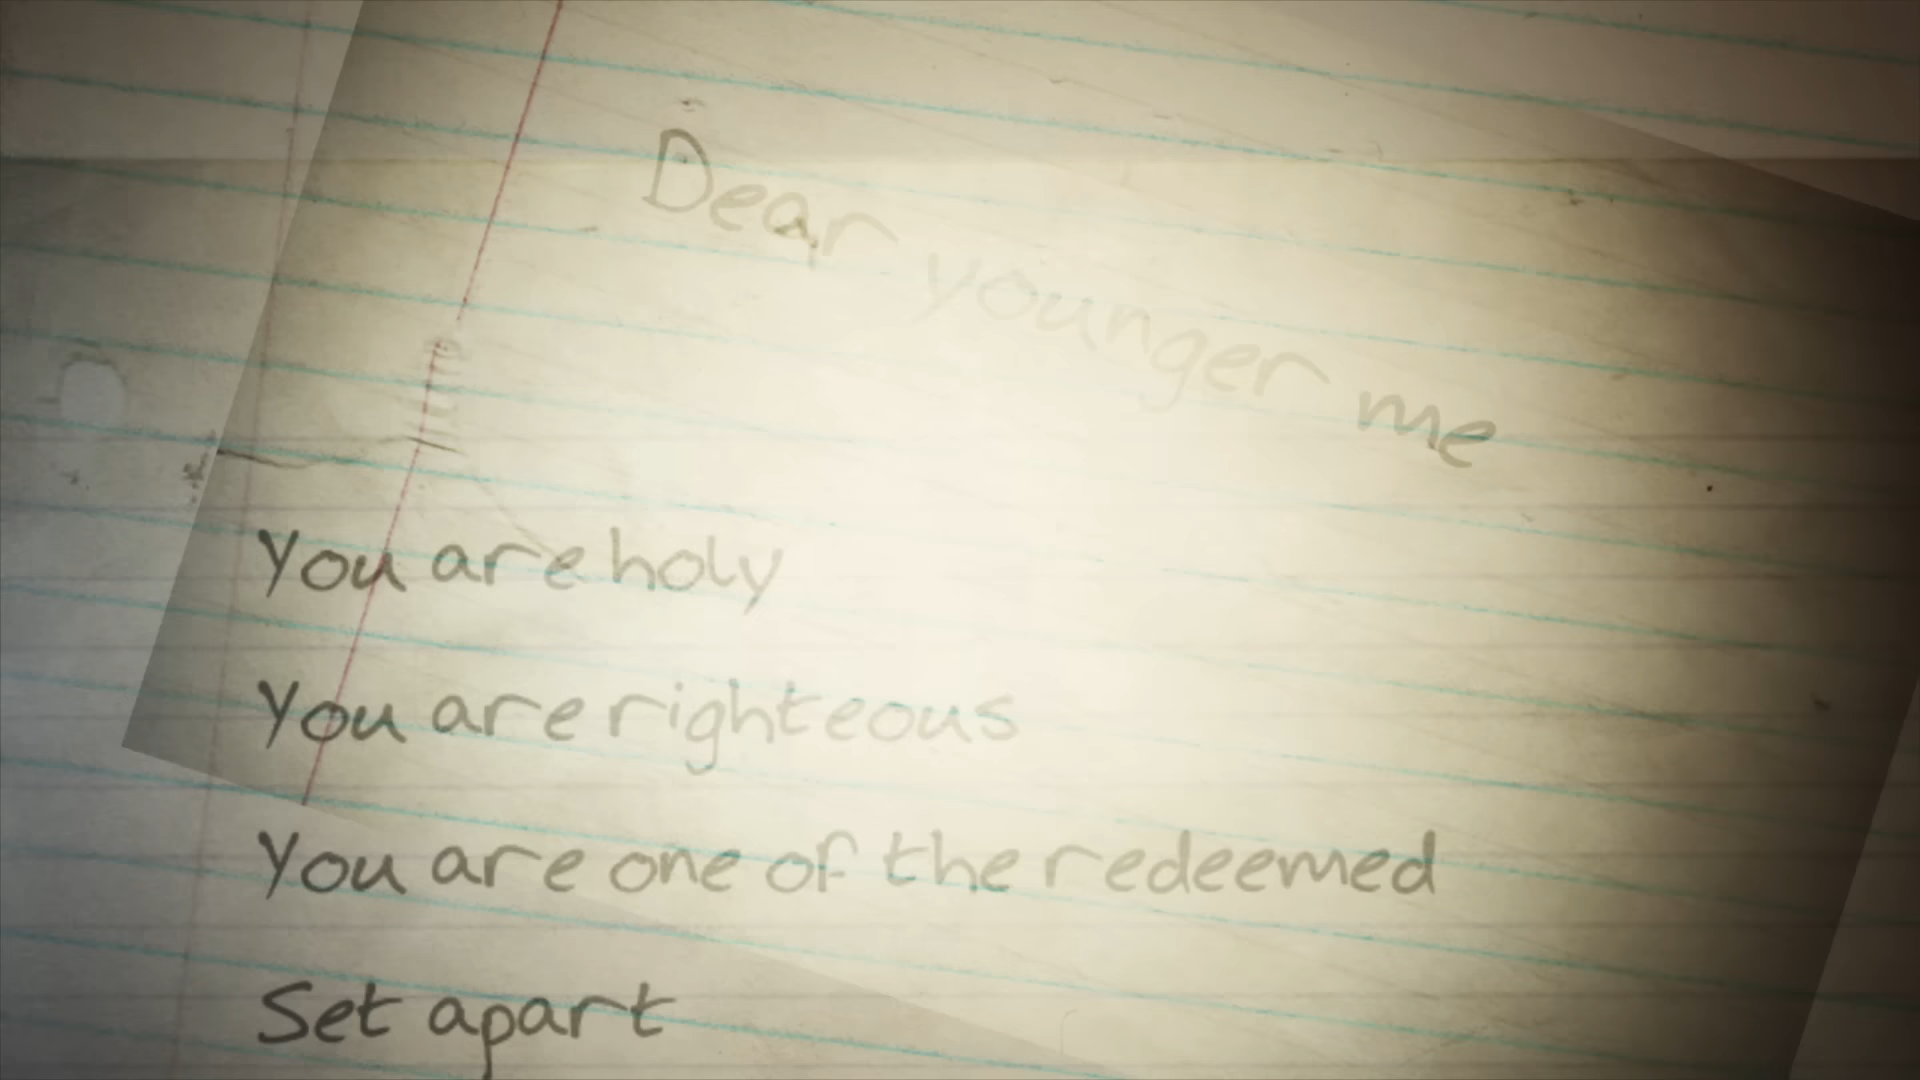 Dear younger me
You are holy
You are righteous
You are one of the redeemed
Set apart